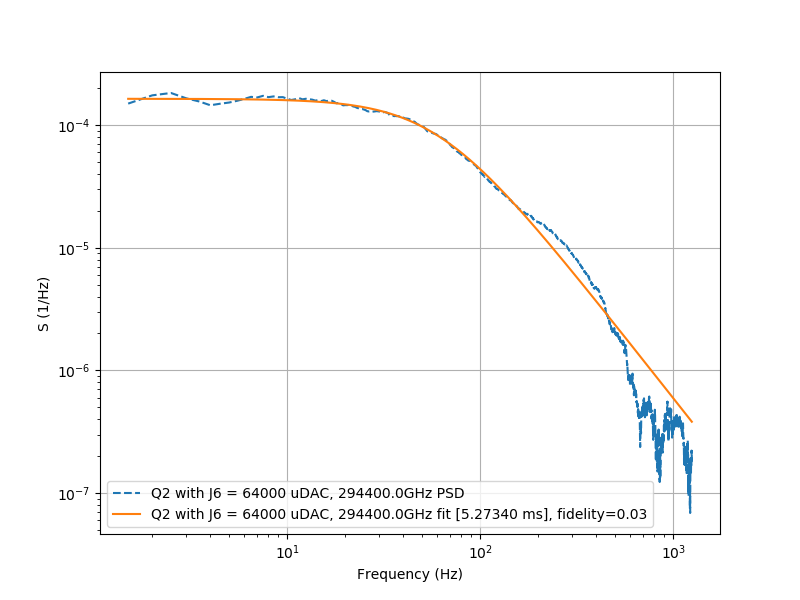 S (1/Hz)
10⁻⁴
10⁻⁵
10⁻⁶
10⁻⁷
Q2 with J6 = 64000 uDAC, 294400.0GHz PSD
Q2 with J6 = 64000 uDAC, 294400.0GHz fit [5.27340 ms], fidelity=0.03
10¹ 10² 10³
Frequency (Hz)